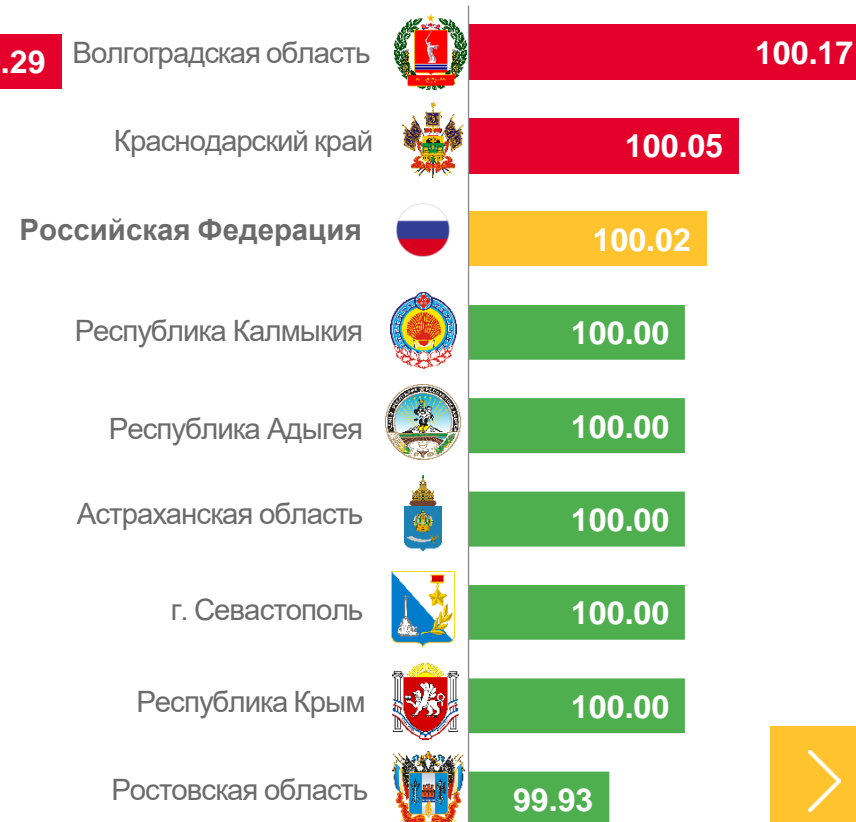 .29
Волгоградская область
100.17
Краснодарский край
100.05
Российская Федерация
100.02
Республика Калмыкия
100.00
Республика Адыгея
100.00
Астраханская область
100.00
г. Севастополь
100.00
Республика Крым
100.00
Ростовская область
99.93